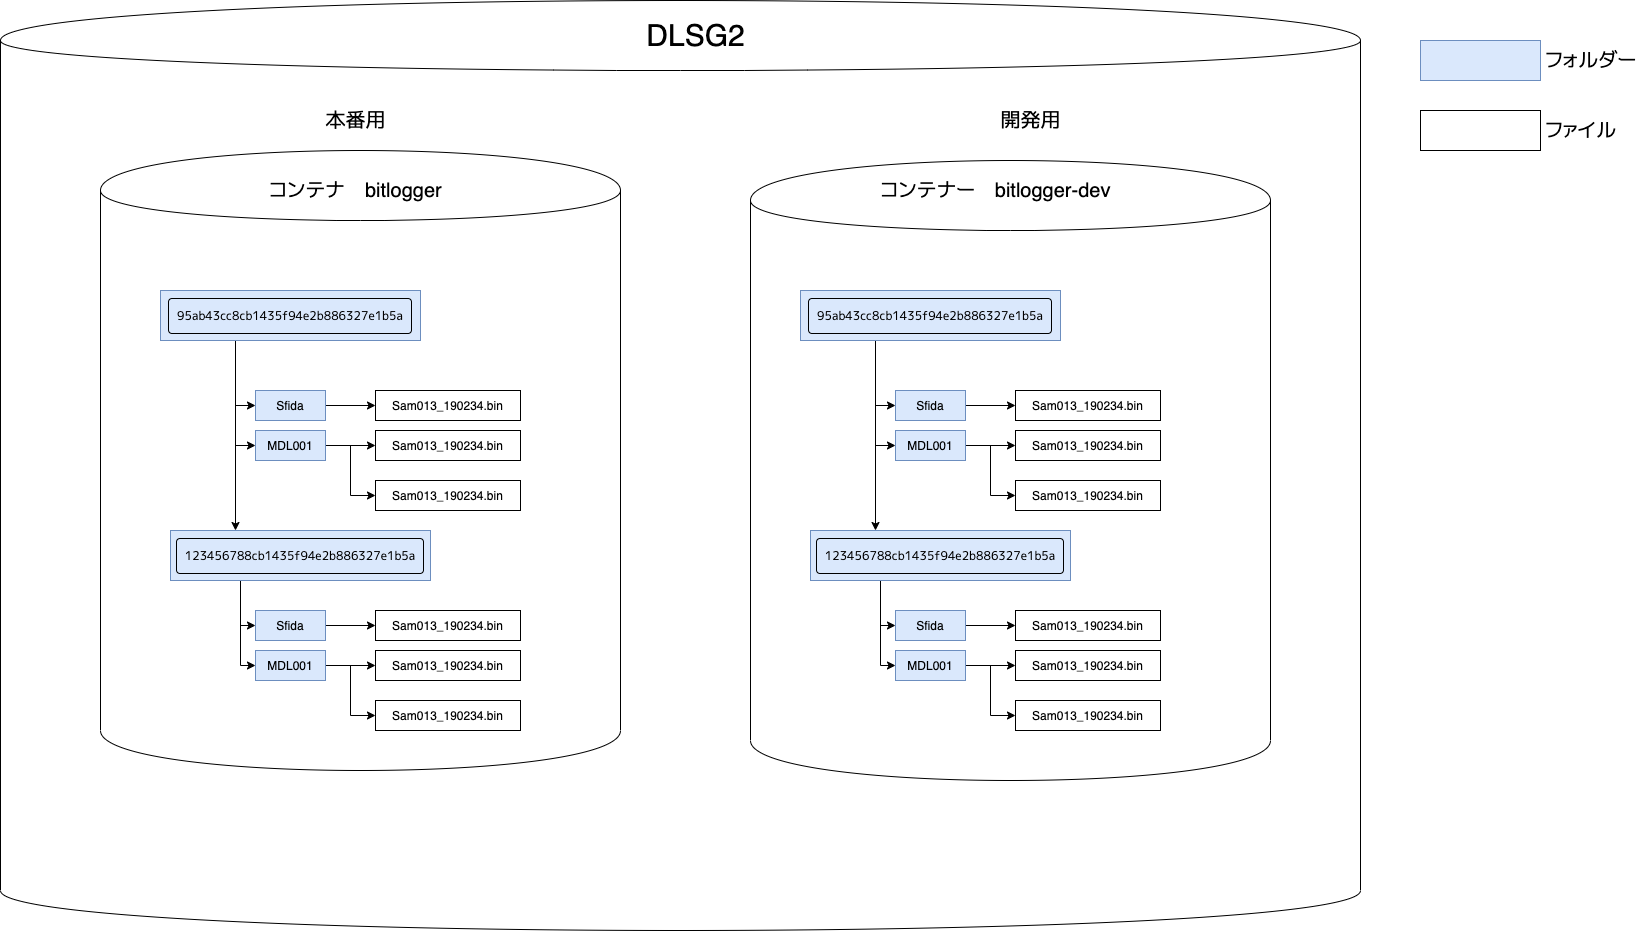 DLSG2
フォルダー
ファイル
本番用
開発用
コンテナ　bitlogger
コンテナー　bitlogger-dev
95ab43cc8cb1435f94e2b886327e1b5a
Sfida
Sam013_190234.bin
MDL001
Sam013_190234.bin
Sam013_190234.bin
123456788cb1435f94e2b886327e1b5a
Sfida
Sam013_190234.bin
MDL001
Sam013_190234.bin
Sam013_190234.bin
95ab43cc8cb1435f94e2b886327e1b5a
Sfida
Sam013_190234.bin
MDL001
Sam013_190234.bin
Sam013_190234.bin
123456788cb1435f94e2b886327e1b5a
Sfida
Sam013_190234.bin
MDL001
Sam013_190234.bin
Sam013_190234.bin